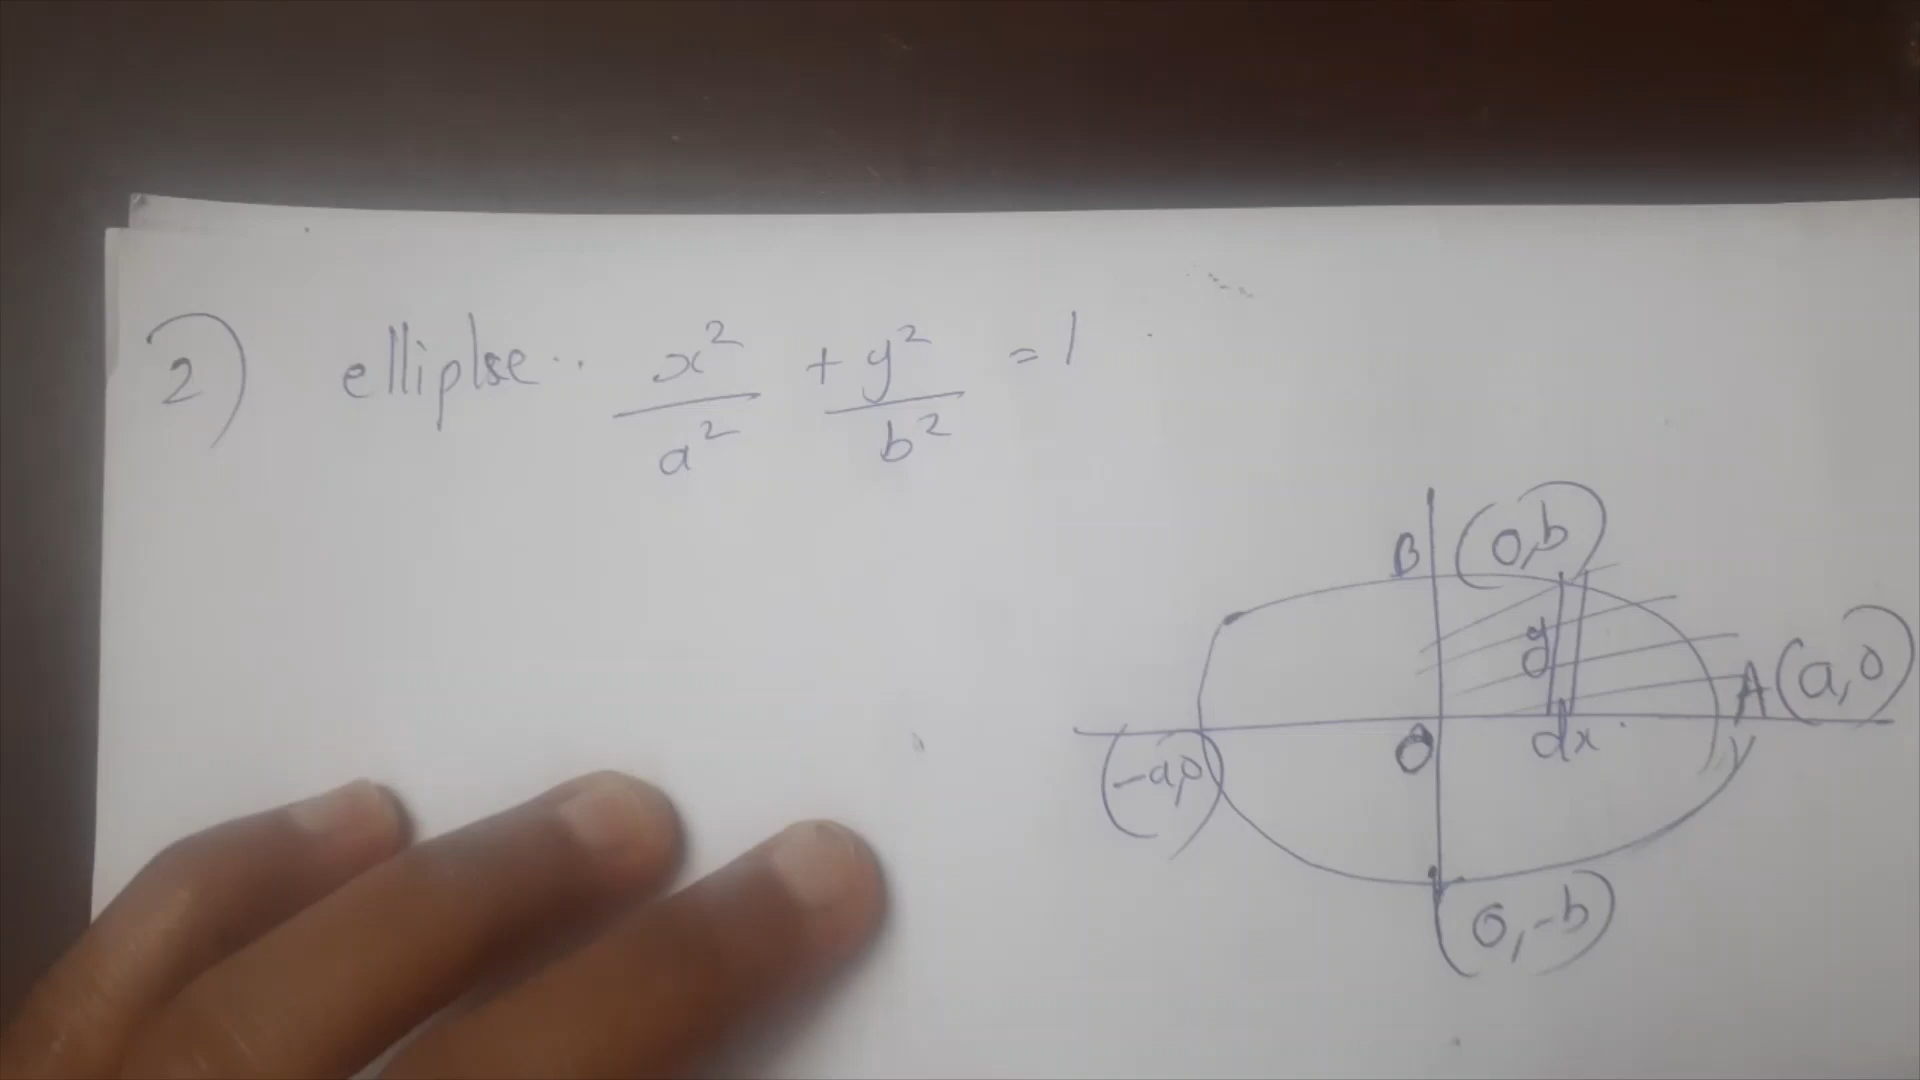 2) elliplse.. x²/a² + y²/b² = 1
B (0,b)
y
A (a,0)
(-a,0) O dx
(0,-b)